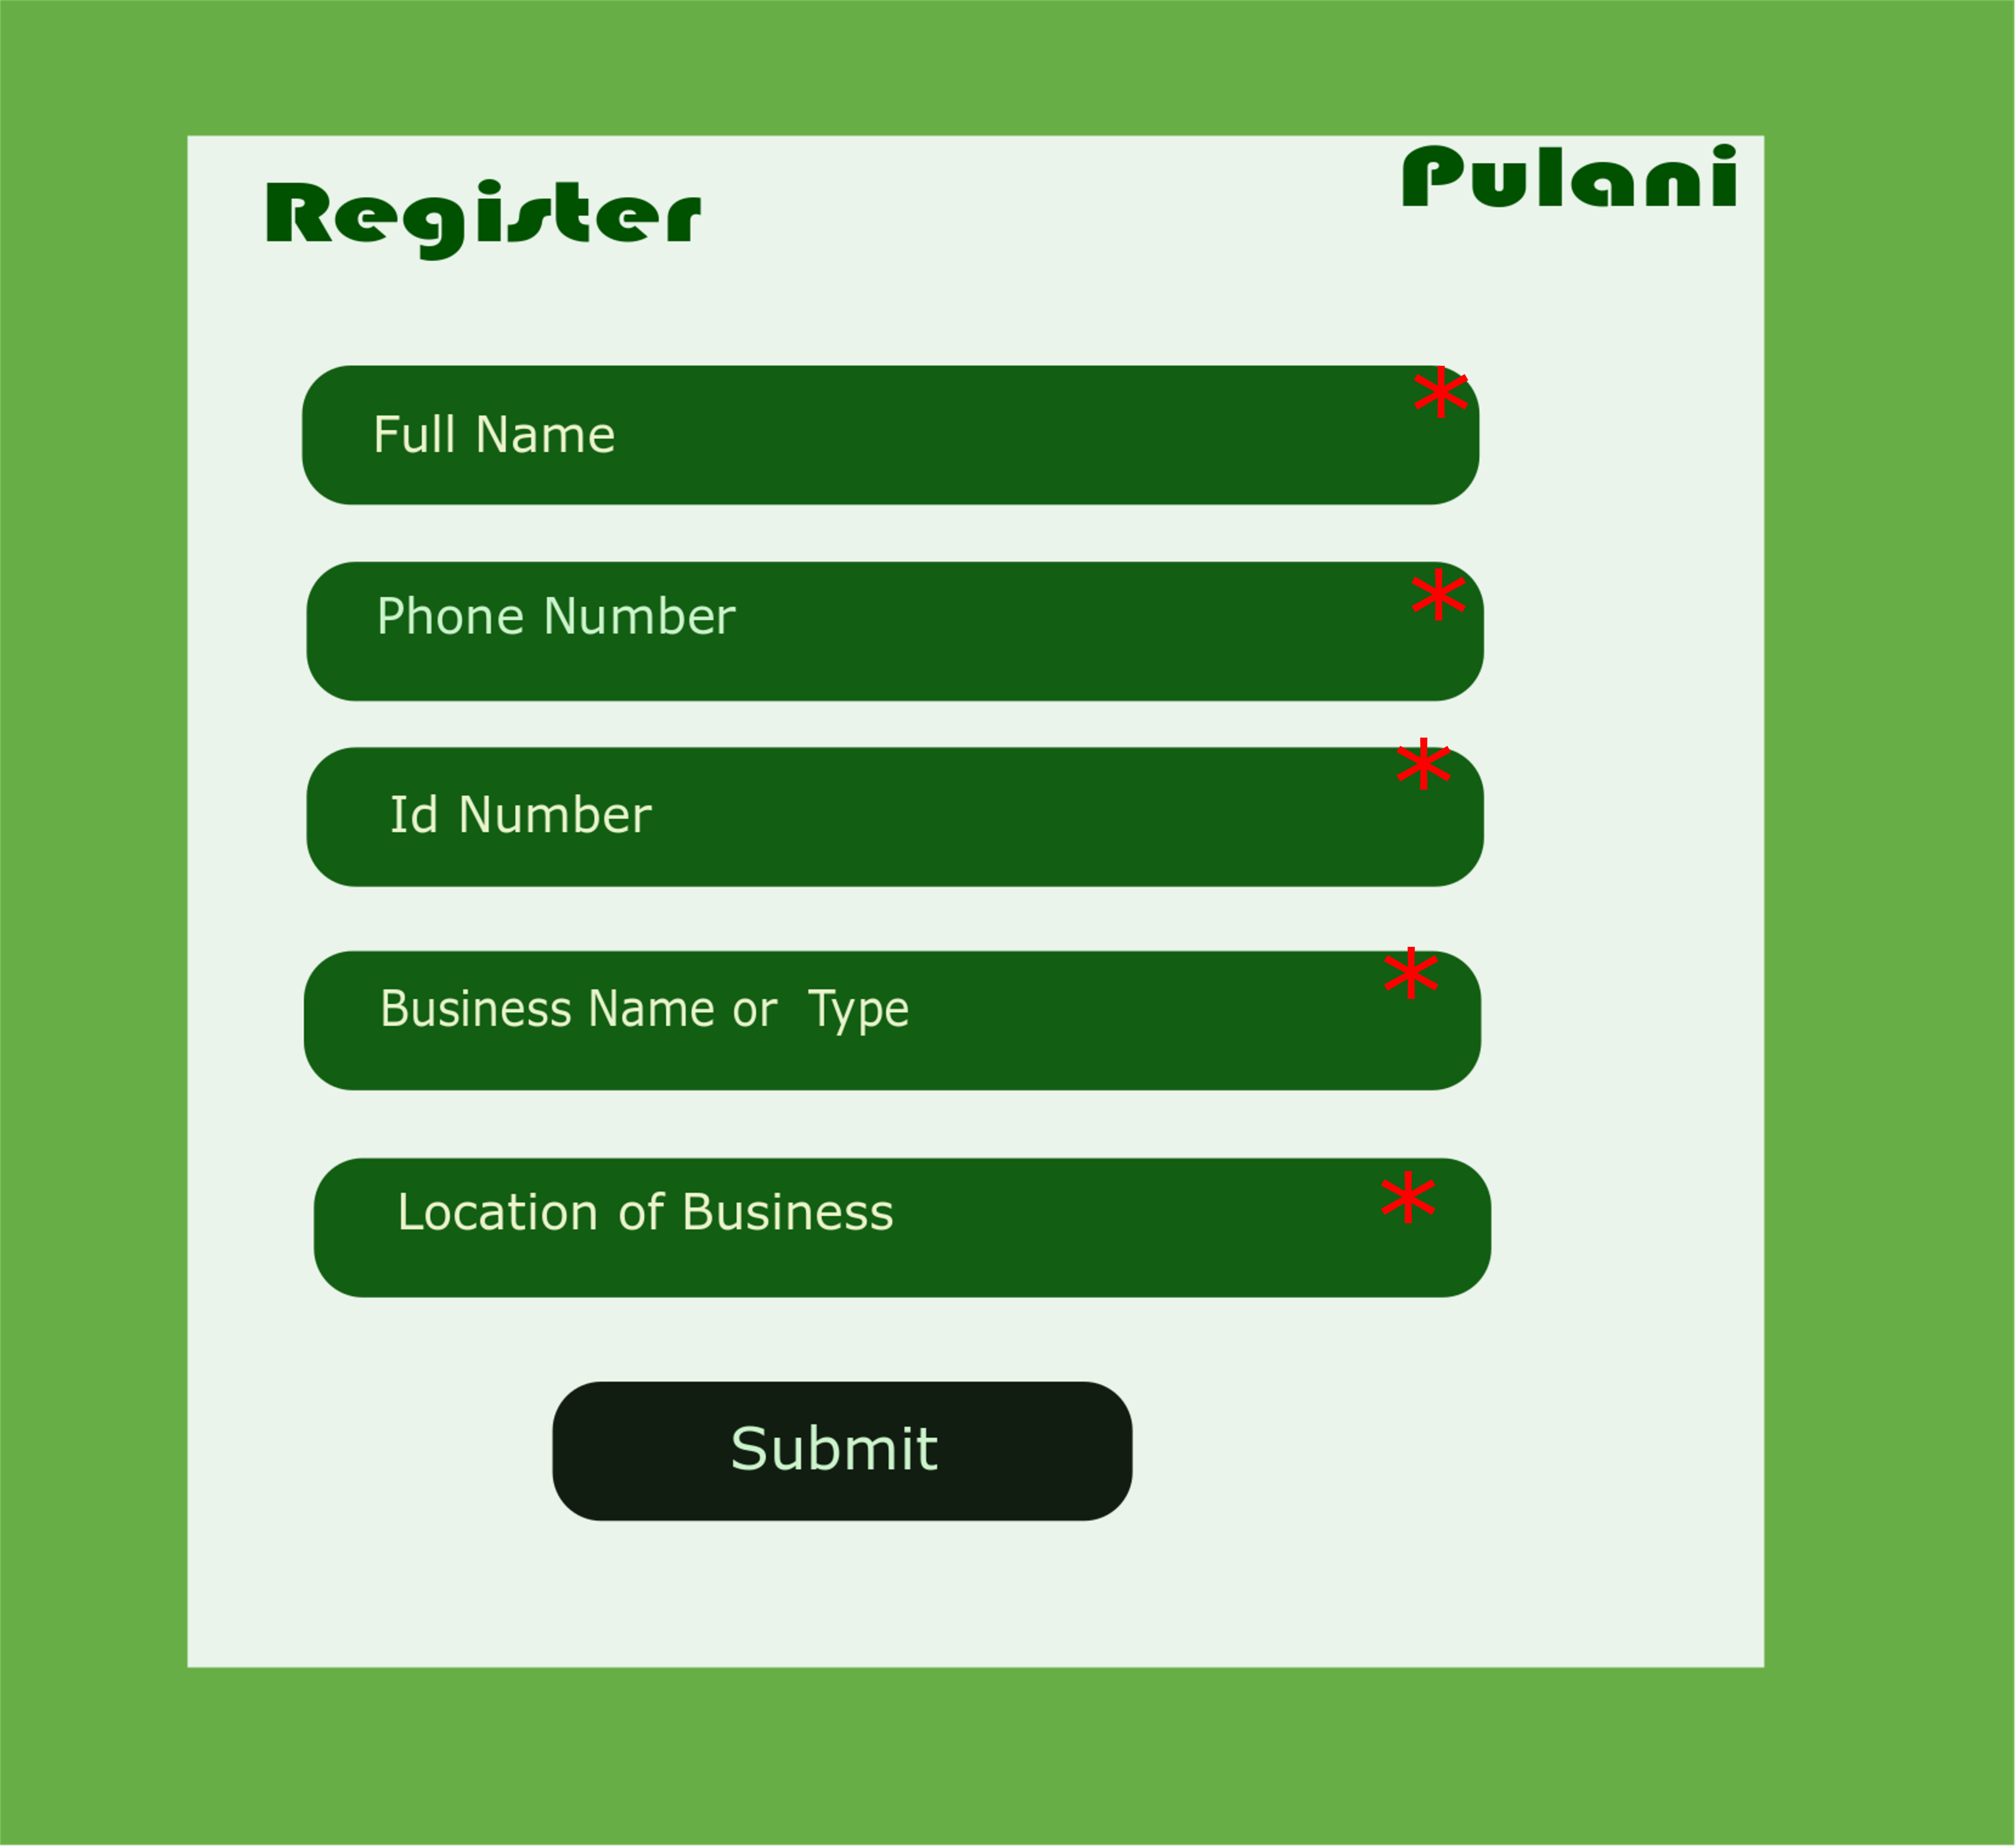 Pulani
Register
Full Name *
Phone Number *
Id Number *
Business Name or  Type *
Location of Business *
Submit